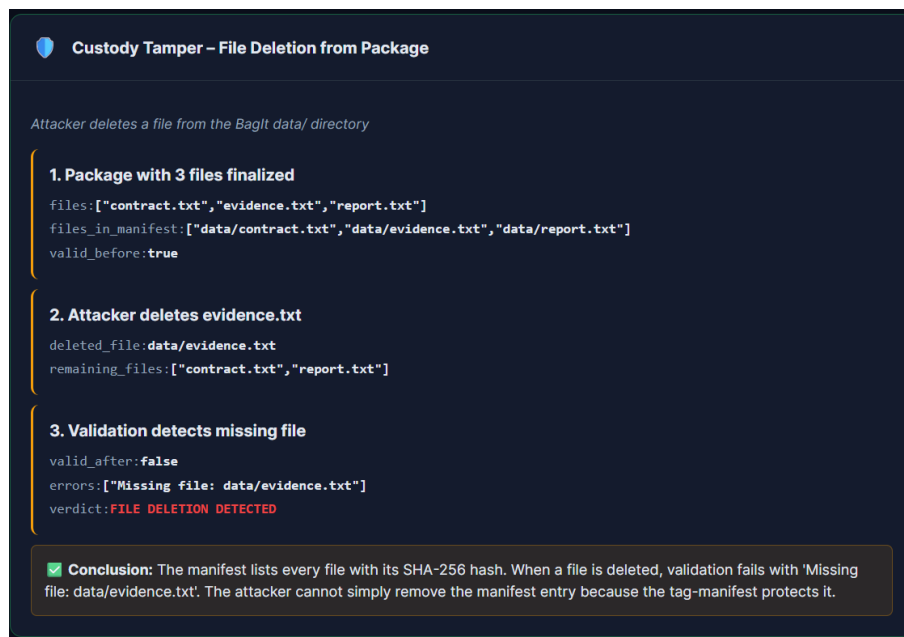 Custody Tamper – File Deletion from Package
Attacker deletes a file from the BagIt data/ directory
1. Package with 3 files finalized
files:["contract.txt","evidence.txt","report.txt"]
files_in_manifest:["data/contract.txt","data/evidence.txt","data/report.txt"]
valid_before:true
2. Attacker deletes evidence.txt
deleted_file:data/evidence.txt
remaining_files:["contract.txt","report.txt"]
3. Validation detects missing file
valid_after:false
errors:["Missing file: data/evidence.txt"]
verdict:FILE DELETION DETECTED
✅ Conclusion: The manifest lists every file with its SHA-256 hash. When a file is deleted, validation fails with 'Missing
file: data/evidence.txt'. The attacker cannot simply remove the manifest entry because the tag-manifest protects it.